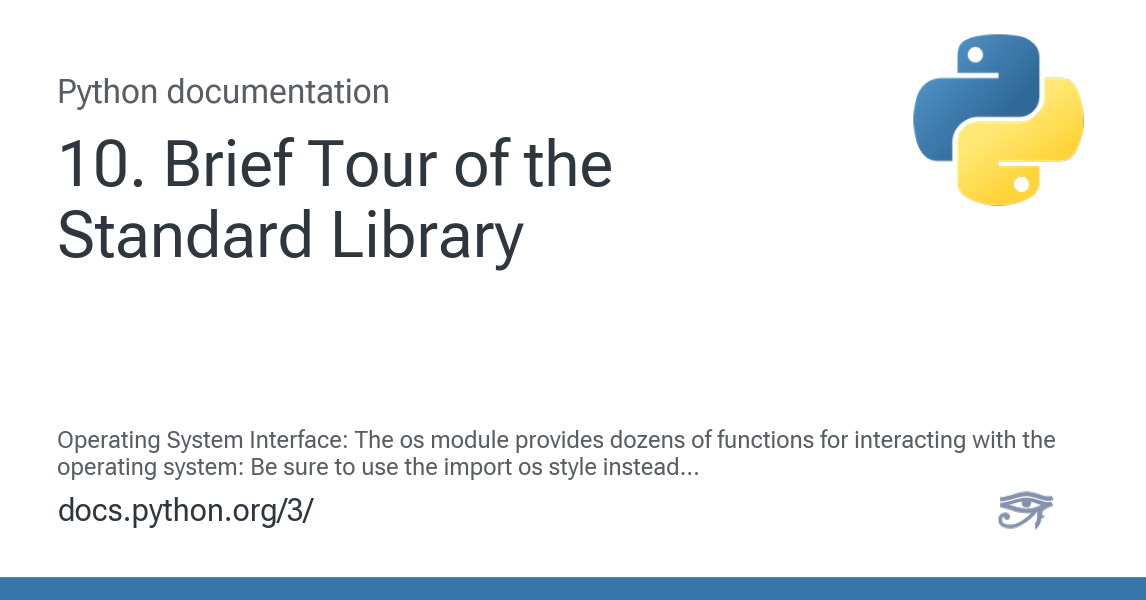 Python documentation
10. Brief Tour of the
Standard Library
Operating System Interface: The os module provides dozens of functions for interacting with the
operating system: Be sure to use the import os style instead...
docs.python.org/3/